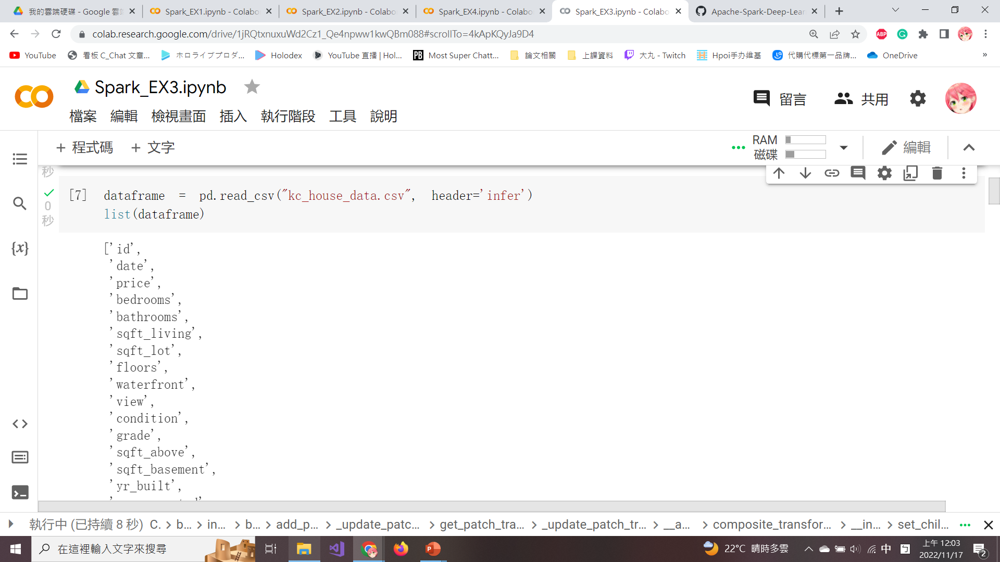 我的雲端硬碟 - Google 雲端
Spark_EX1.ipynb - Colabo
Spark_EX2.ipynb - Colabo
Spark_EX4.ipynb - Colabo
Spark_EX3.ipynb - Colabo
Apache-Spark-Deep-Lear
colab.research.google.com/drive/1jRQtxnuxuWd2Cz1_Qe4npww1kwQBm088#scrollTo=4kApKQyJa9D4
ABP
YouTube
看板 C_Chat 文章...
ホロライブプロダ...
Holodex
YouTube 直播 | Hol...
PB
Most Super Chatt...
論文相關
上課資料
大丸 - Twitch
Hpoi手办维基
代購代標第一品牌...
OneDrive
»
Spark_EX3.ipynb
檔案 編輯 檢視畫面 插入 執行階段 工具 說明
留言
共用
+ 程式碼 + 文字
RAM
磁碟
編輯
秒
0
秒
[7] dataframe = pd.read_csv("kc_house_data.csv", header='infer')
list(dataframe)
['id',
'date',
'price',
'bedrooms',
'bathrooms',
'sqft_living',
'sqft_lot',
'floors',
'waterfront',
'view',
'condition',
'grade',
'sqft_above',
'sqft_basement',
'yr_built',
{x}
執行中 (已持續 8 秒) C. > b... > in... > b... > add_p... > _update_patc... > get_patch_tra... > _update_patch_tr... > __a... > composite_transfor... > __in... > set_chil...
在這裡輸入文字來搜尋
22°C 晴時多雲
中
上午 12:03
2022/11/17
2